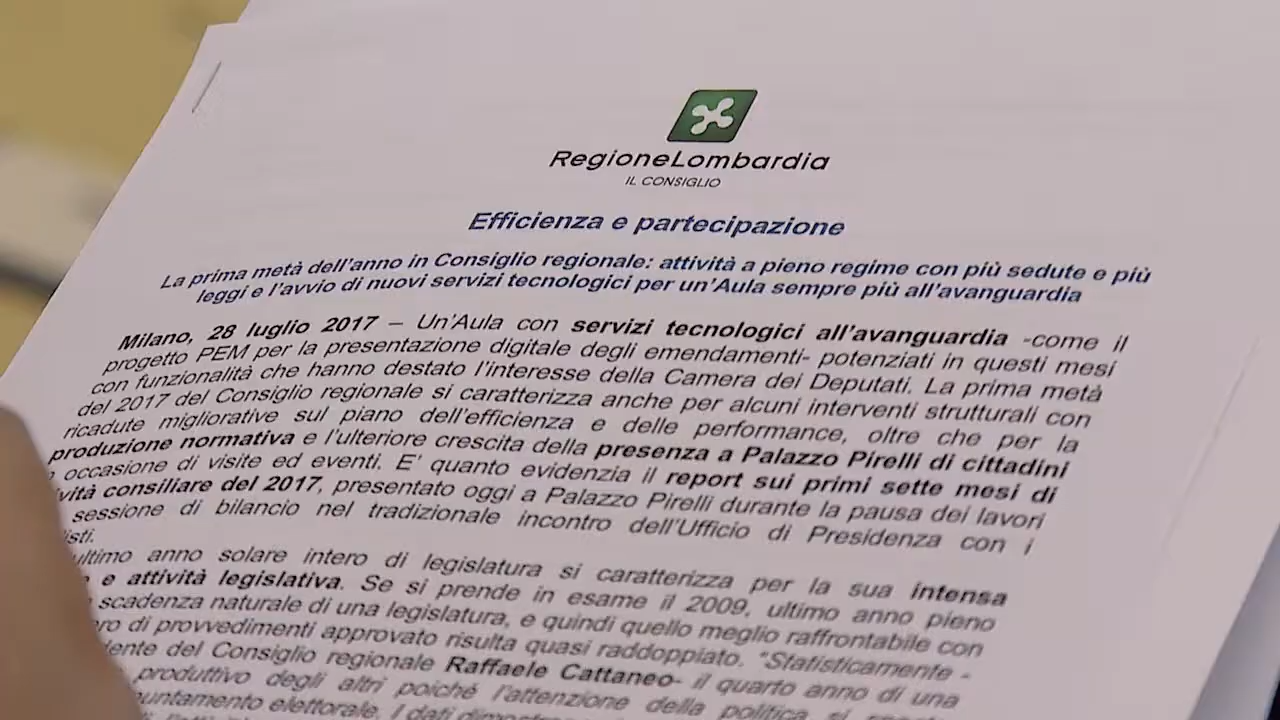 RegioneLombardia
IL CONSIGLIO
Efficienza e partecipazione
La prima metà dell'anno in Consiglio regionale: attività a pieno regime con più sedute e più
leggi e l'avvio di nuovi servizi tecnologici per un'Aula sempre più all'avanguardia
Milano, 28 luglio 2017 – Un'Aula con servizi tecnologici all'avanguardia -come il
progetto PEM per la presentazione digitale degli emendamenti- potenziati in questi mesi
con funzionalità che hanno destato l'interesse della Camera dei Deputati. La prima metà
del 2017 del Consiglio regionale si caratterizza anche per alcuni interventi strutturali con
ricadute migliorative sul piano dell'efficienza e delle performance, oltre che per la
produzione normativa e l'ulteriore crescita della presenza a Palazzo Pirelli di cittadini
occasione di visite ed eventi. E' quanto evidenzia il report sui primi sette mesi di
vità consiliare del 2017, presentato oggi a Palazzo Pirelli durante la pausa dei lavori
sessione di bilancio nel tradizionale incontro dell'Ufficio di Presidenza con i
isti.
ultimo anno solare intero di legislatura si caratterizza per la sua intensa
e attività legislativa. Se si prende in esame il 2009, ultimo anno pieno
scadenza naturale di una legislatura, e quindi quello meglio raffrontabile con
ro di provvedimenti approvato risulta quasi raddoppiato. "Statisticamente -
dente del Consiglio regionale Raffaele Cattaneo- il quarto anno di una
produttivo degli altri poiché l'attenzione della politica si
untamento elettorale. I dati